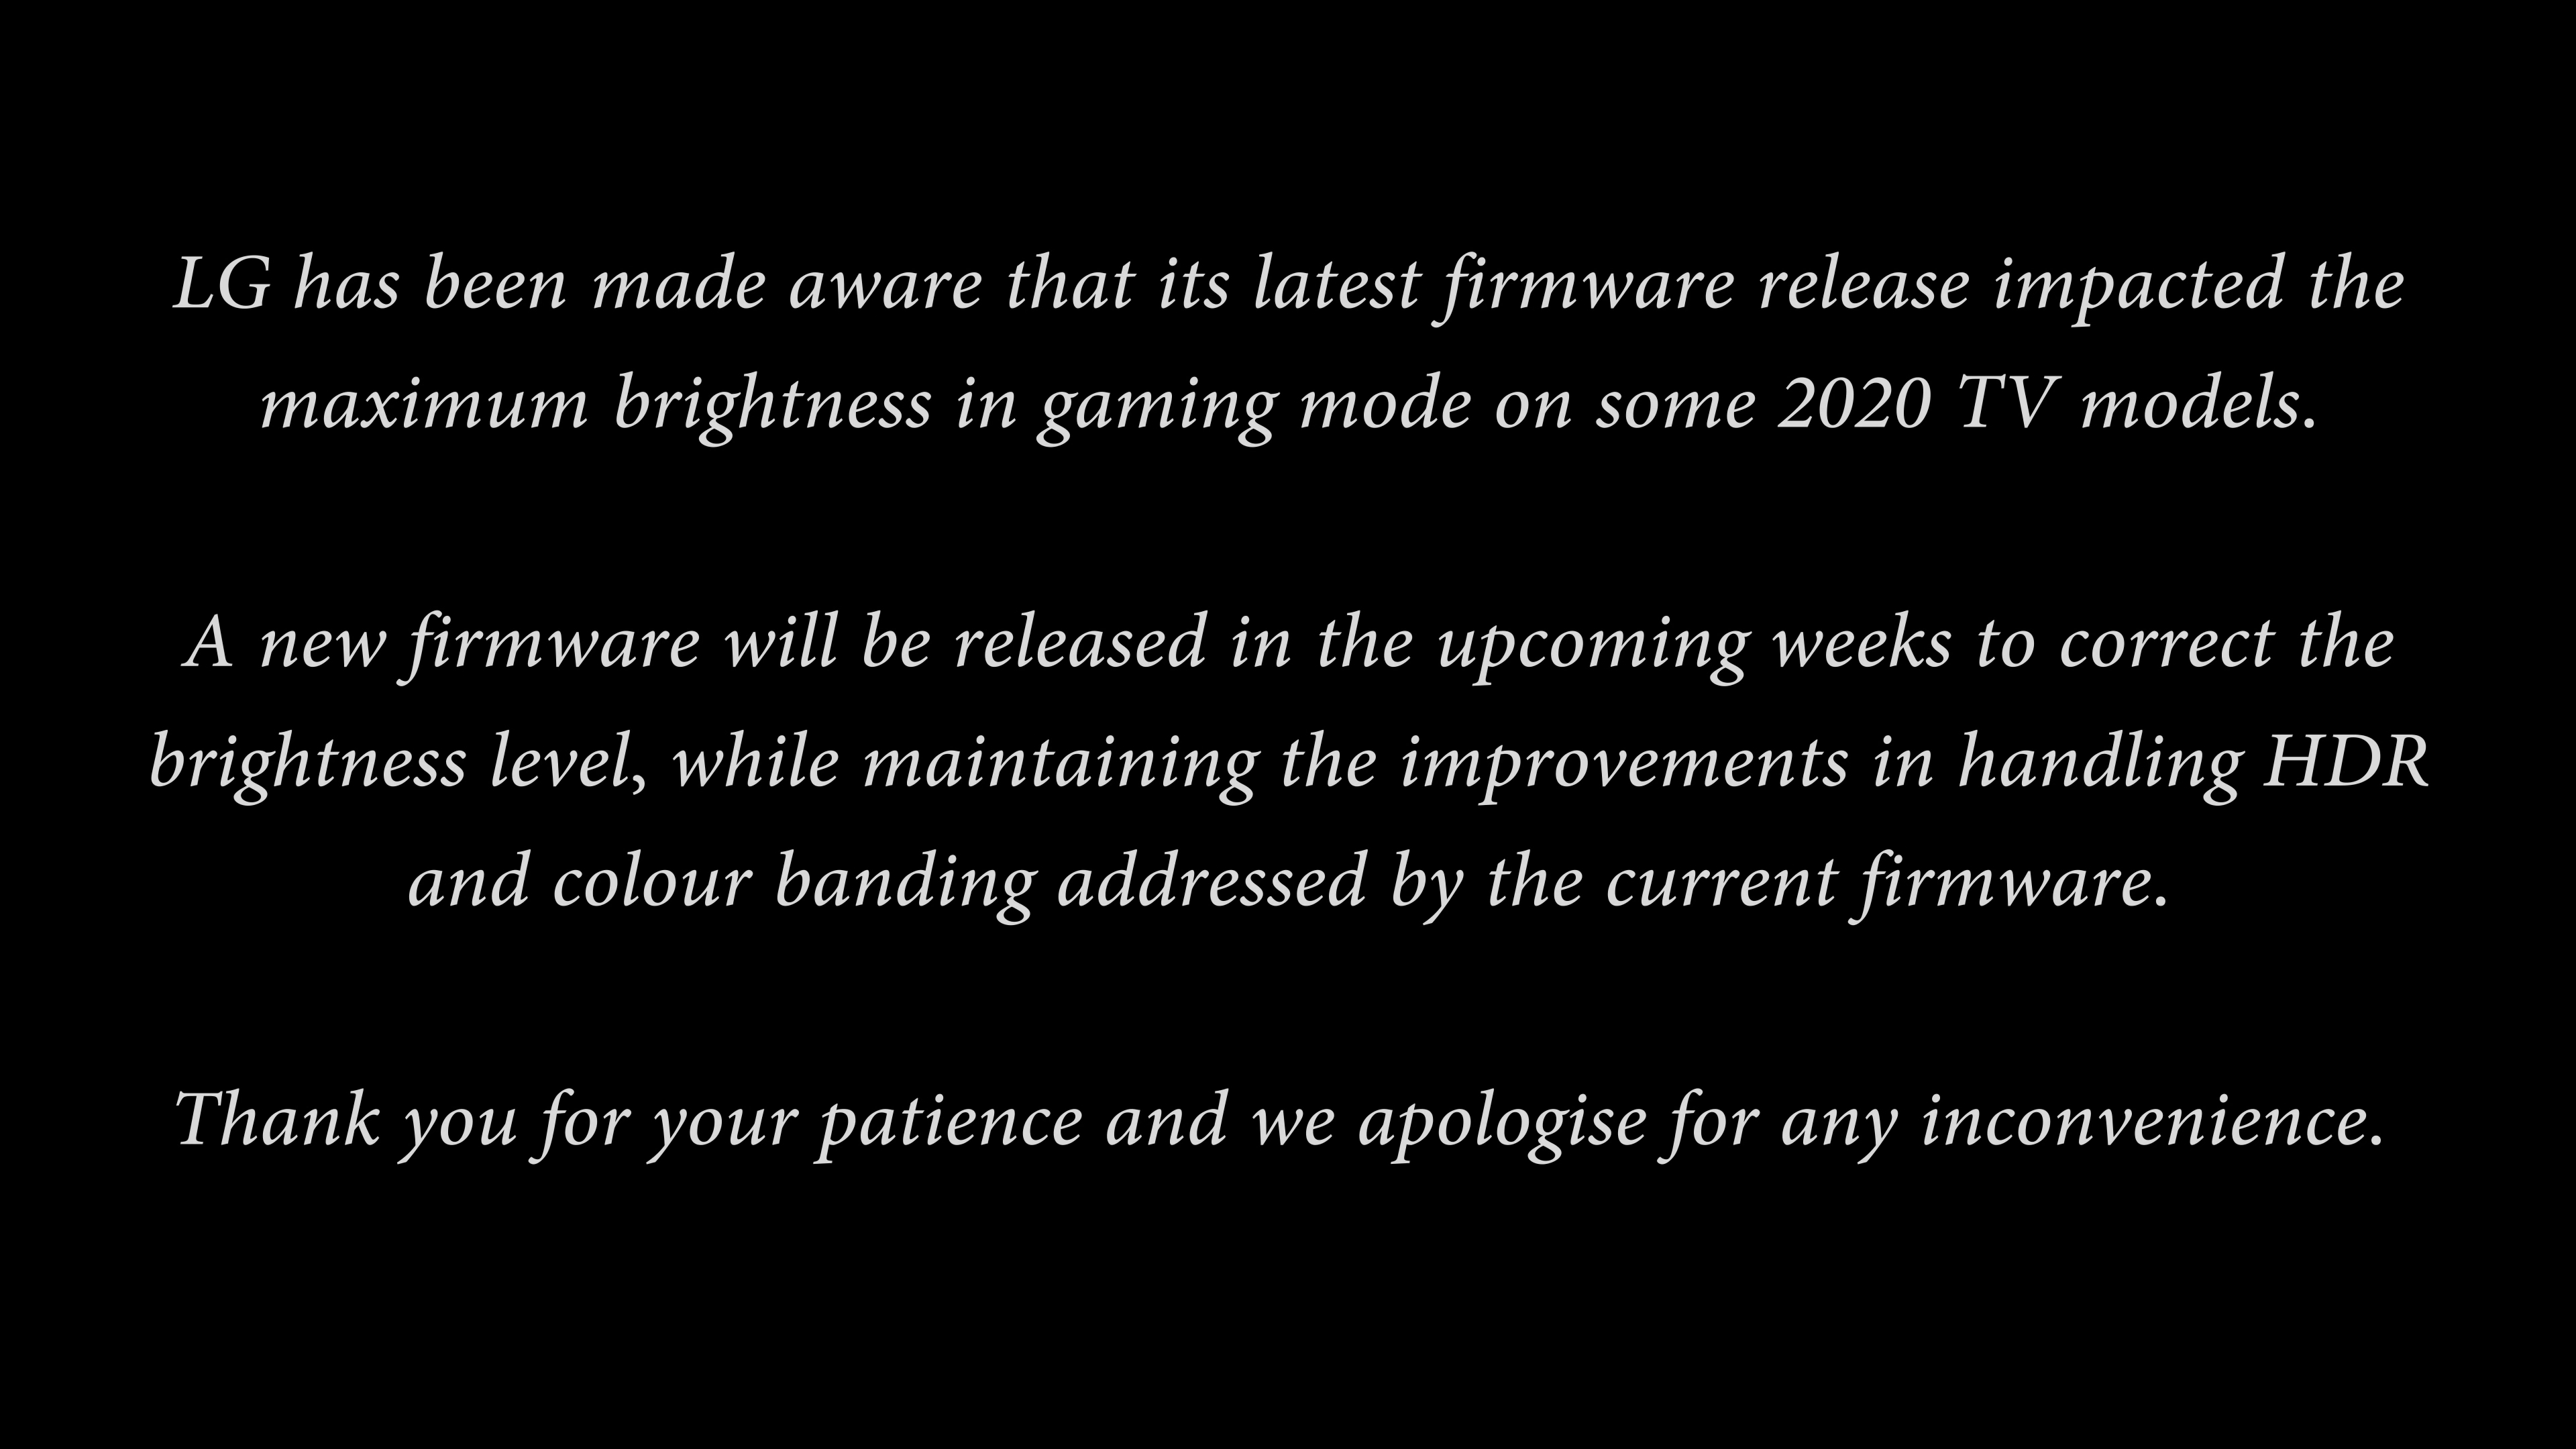 LG has been made aware that its latest firmware release impacted the
maximum brightness in gaming mode on some 2020 TV models.
A new firmware will be released in the upcoming weeks to correct the
brightness level, while maintaining the improvements in handling HDR
and colour banding addressed by the current firmware.
Thank you for your patience and we apologise for any inconvenience.